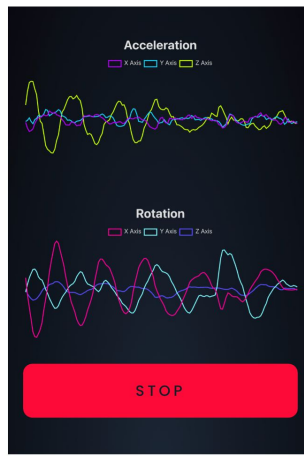 Acceleration
X Axis Y Axis Z Axis
Rotation
X Axis Y Axis Z Axis
STOP